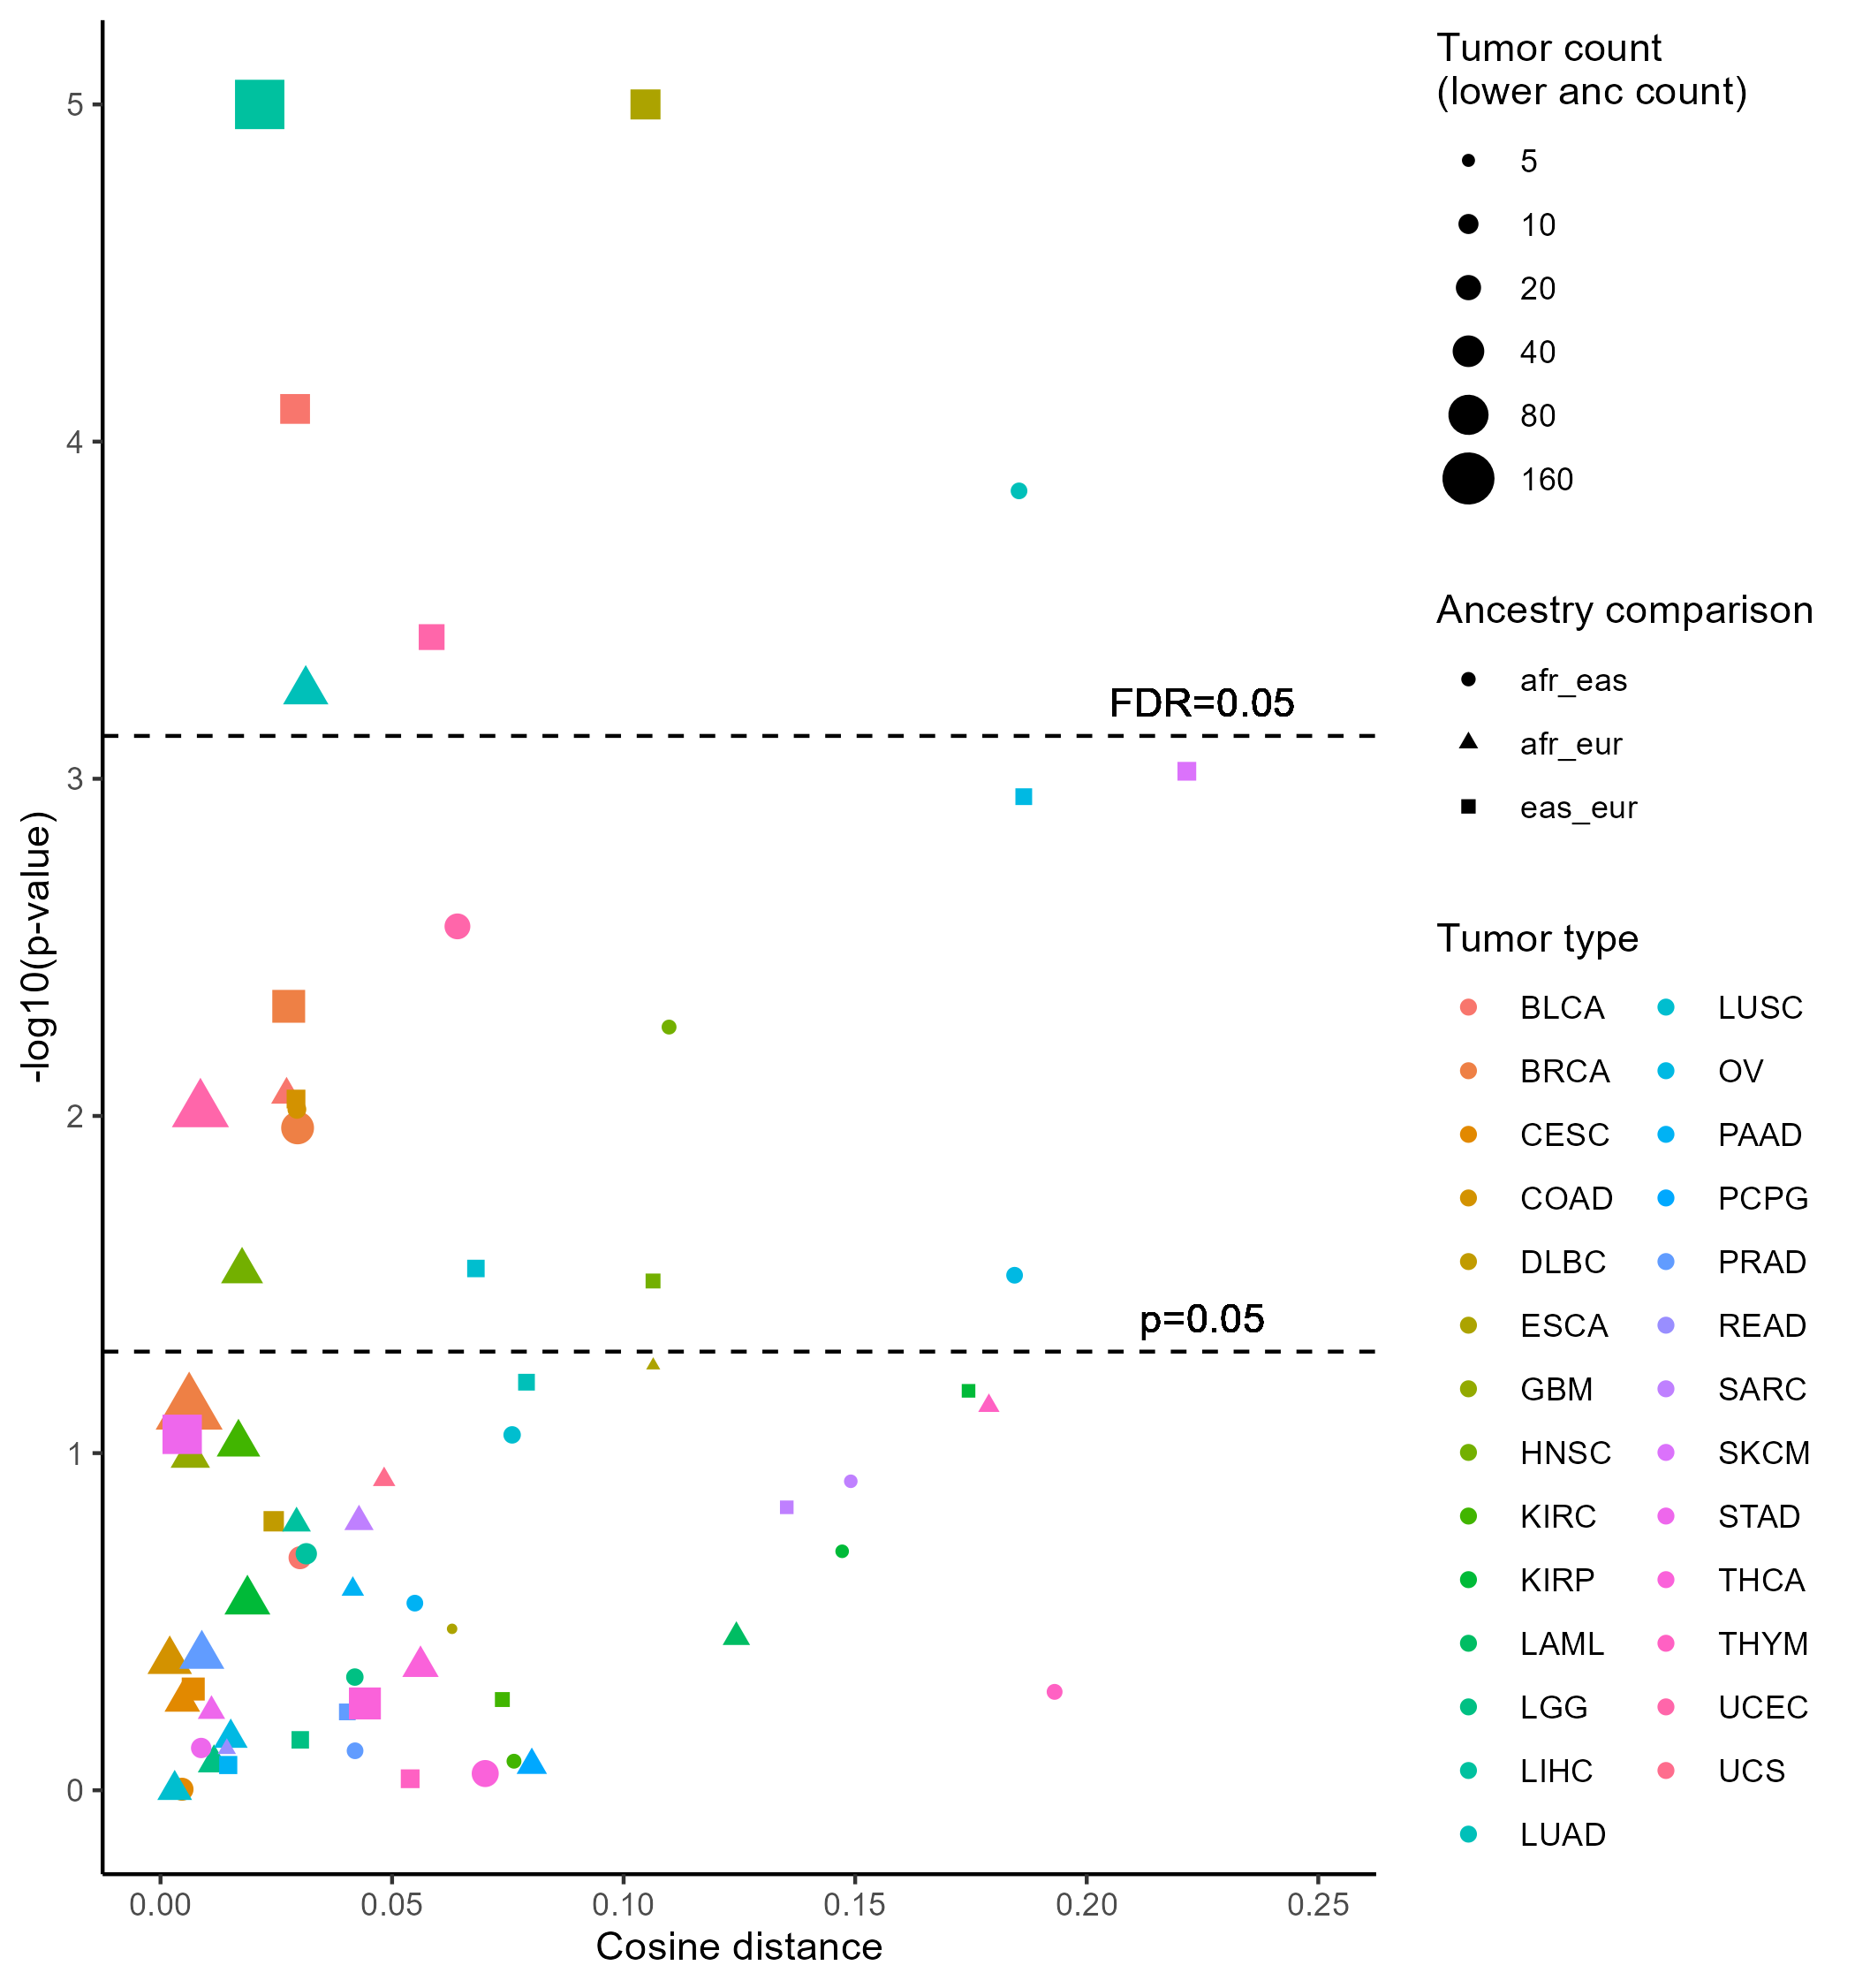 5
4
3
2
1
0
-log10(p-value)
FDR=0.05
p=0.05
0.00 0.05 0.10 0.15 0.20 0.25
Cosine distance
Tumor count
(lower anc count)
5
10
20
40
80
160
Ancestry comparison
afr_eas
afr_eur
eas_eur
Tumor type
BLCA LUSC
BRCA OV
CESC PAAD
COAD PCPG
DLBC PRAD
ESCA READ
GBM SARC
HNSC SKCM
KIRC STAD
KIRP THCA
LAML THYM
LGG UCEC
LIHC UCS
LUAD